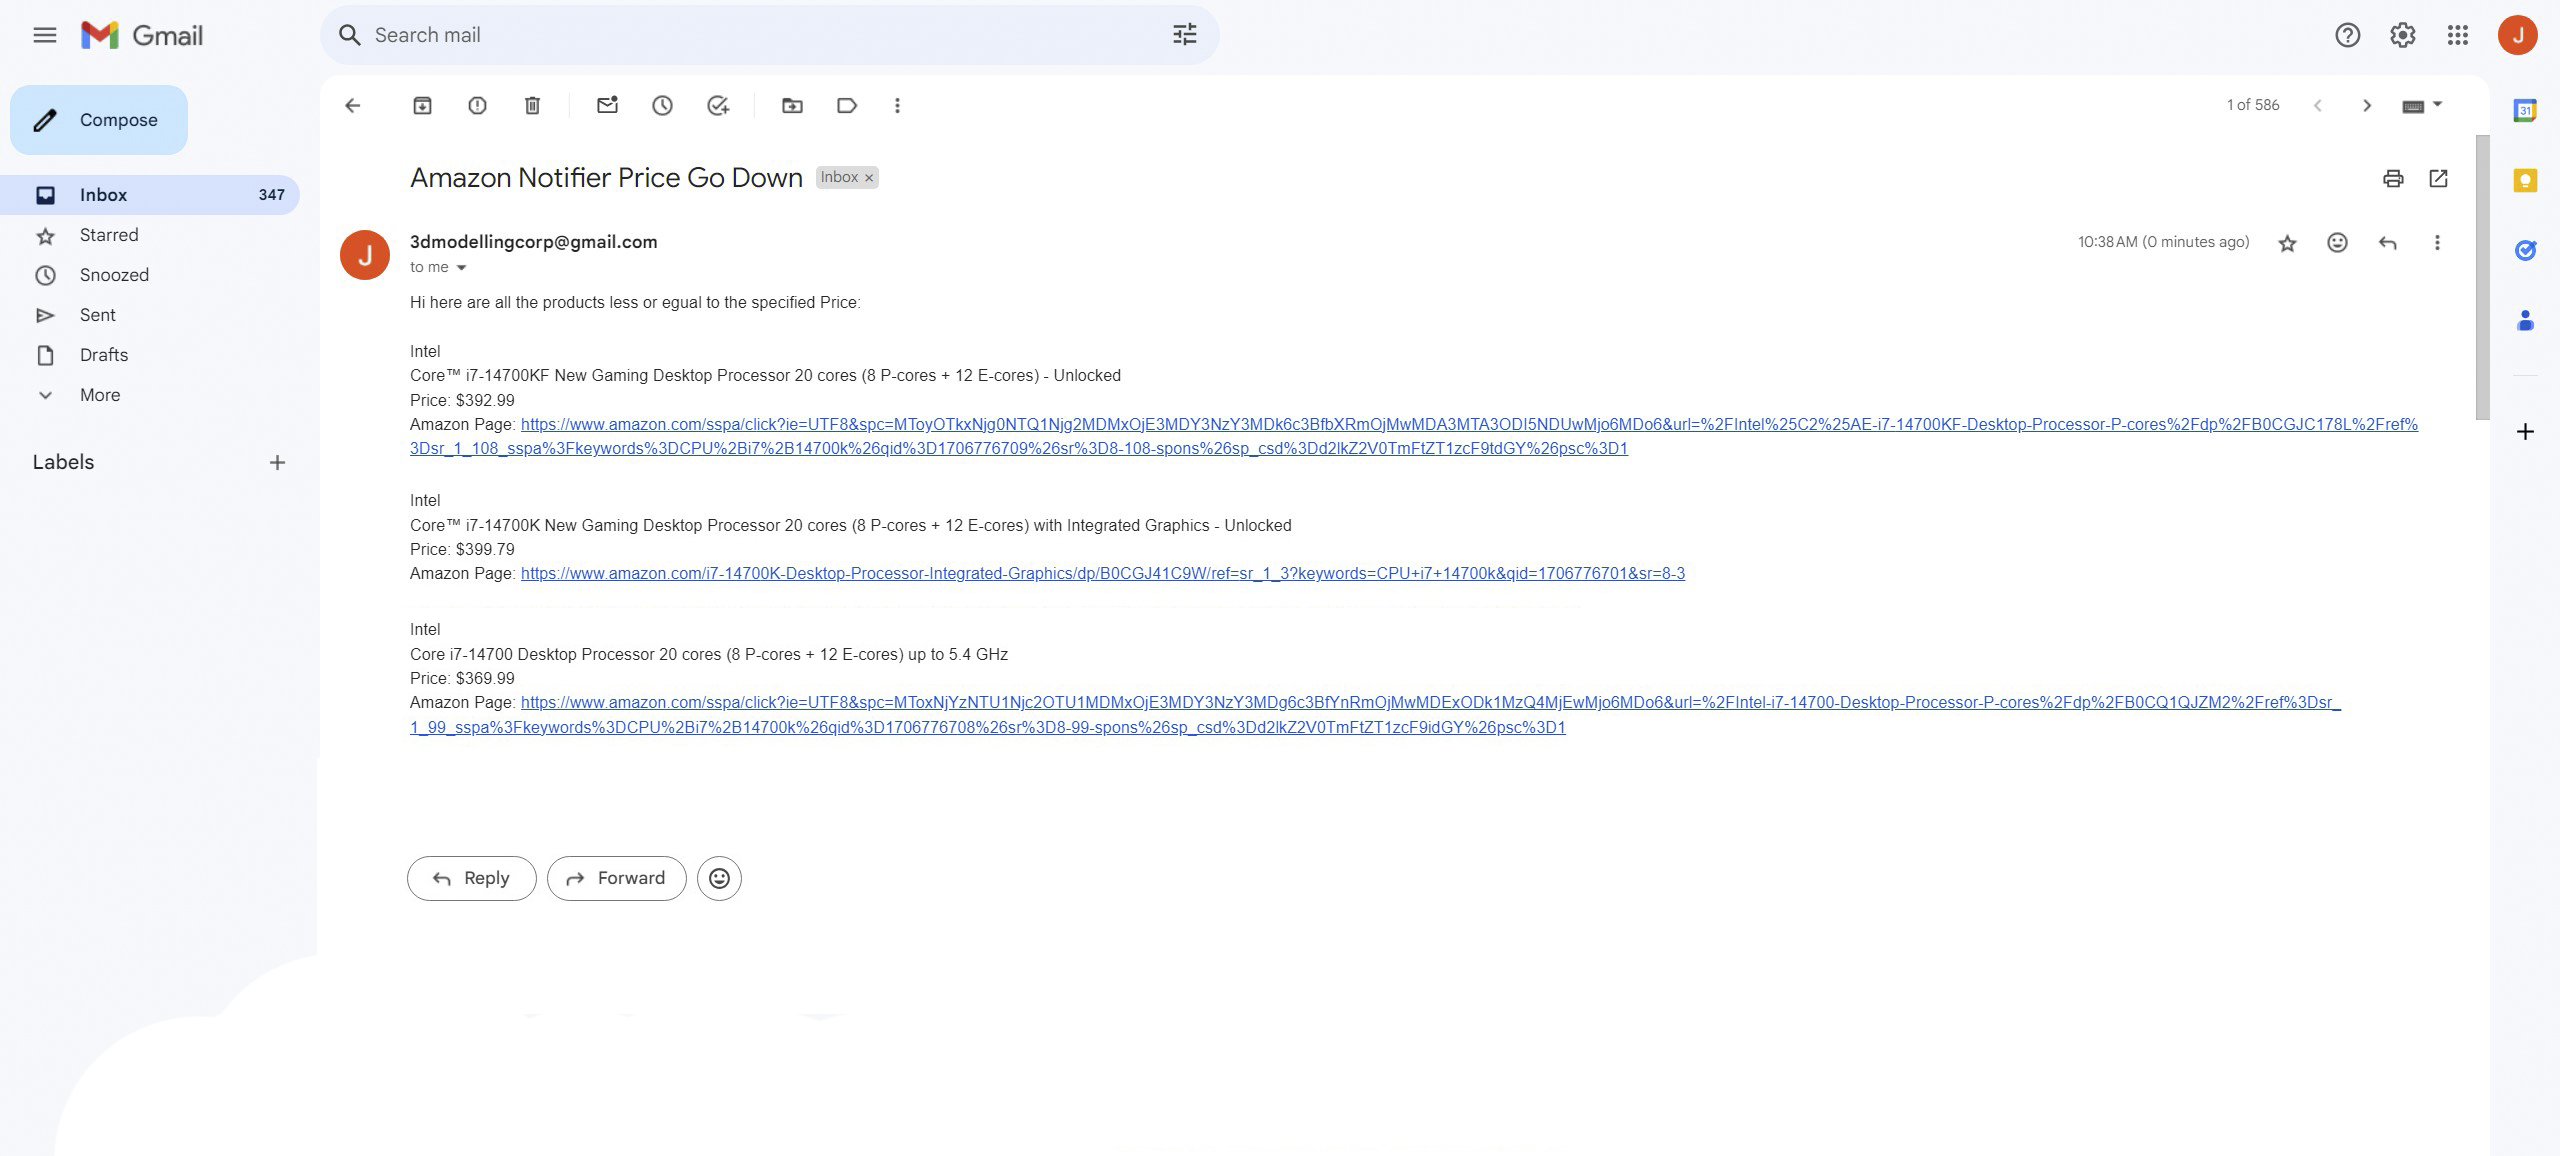 Gmail
Search mail
Compose
1 of 586
Inbox 347
Starred
Snoozed
Sent
Drafts
More
Labels
Amazon Notifier Price Go Down Inbox ×
J
31
J
3dmodellingcorp@gmail.com
10:38 AM (0 minutes ago)
to me
Hi here are all the products less or egual to the specified Price:
Intel
Core™ i7-14700KF New Gaming Desktop Processor 20 cores (8 P-cores + 12 E-cores) - Unlocked
Price: $392.99
Amazon Page: https://www.amazon.com/sspa/click?ie=UTF8&spc=MToyOTkxNjg0NTQ1Njg2MDMxOjE3MDY3NzY3MDk6c3BfbXRmOjMwMDA3MTA3ODI5NDUwMjo6MDo6&url=%2FIntel%25C2%25AE-i7-14700KF-Desktop-Processor-P-cores%2Fdp%2FB0CGJC178L%2Fref%
3Dsr_1_108_sspa%3Fkeywords%3DCPU%2Bi7%2B14700k%26qid%3D1706776709%26sr%3D8-108-spons%26sp_csd%3Dd2lkZ2V0TmFtZT1zcF9tdGY%26psc%3D1
Intel
Core™ i7-14700K New Gaming Desktop Processor 20 cores (8 P-cores + 12 E-cores) with Integrated Graphics - Unlocked
Price: $399.79
Amazon Page: https://www.amazon.com/i7-14700K-Desktop-Processor-Integrated-Graphics/dp/B0CGJ41C9W/ref=sr_1_3?keywords=CPU+i7+14700k&qid=1706776701&sr=8-3
Intel
Core i7-14700 Desktop Processor 20 cores (8 P-cores + 12 E-cores) up to 5.4 GHz
Price: $369.99
Amazon Page: https://www.amazon.com/sspa/click?ie=UTF8&spc=MToxNjYzNTU1Njc2OTU1MDMxOjE3MDY3NzY3MDg6c3BfYnRmOjMwMDExODk1MzQ4MjEwMjo6MDo6&url=%2FIntel-i7-14700-Desktop-Processor-P-cores%2Fdp%2FB0CQ1QJZM2%2Fref%3Dsr_
1_99_sspa%3Fkeywords%3DCPU%2Bi7%2B14700k%26qid%3D1706776708%26sr%3D8-99-spons%26sp_csd%3Dd2lkZ2V0TmFtZT1zcF9idGY%26psc%3D1
Reply
Forward